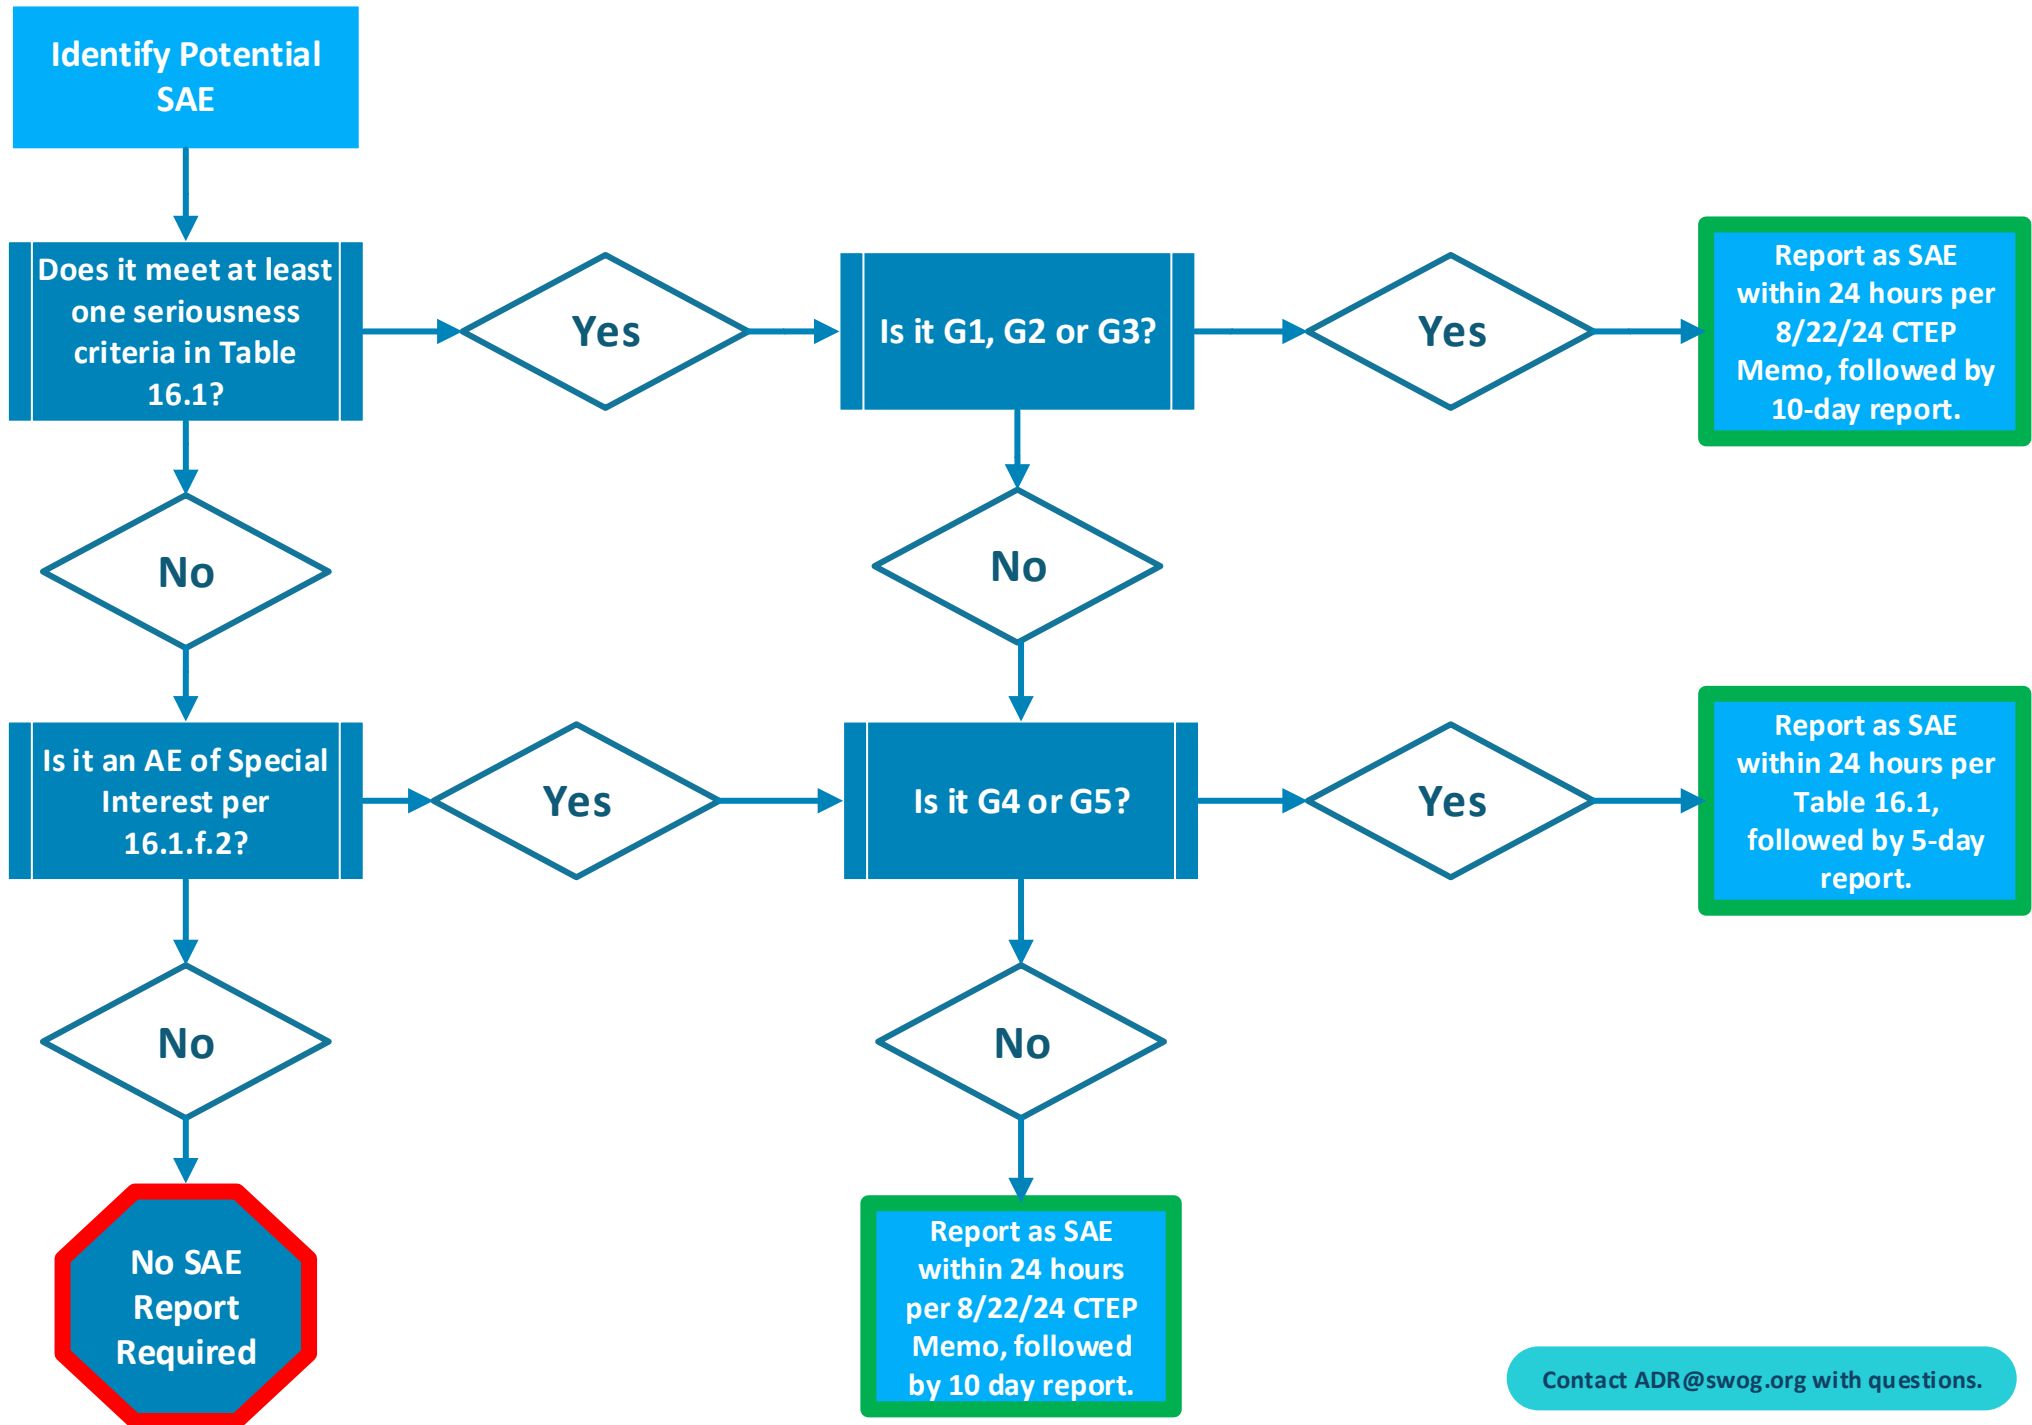 Identify Potential
SAE
Does it meet at least
one seriousness
criteria in Table
16.1?
Yes
Is it G1, G2 or G3?
Yes
Report as SAE
within 24 hours per
8/22/24 CTEP
Memo, followed by
10-day report.
No
No
Is it an AE of Special
Interest per
16.1.f.2?
Yes
Is it G4 or G5?
Yes
Report as SAE
within 24 hours per
Table 16.1,
followed by 5-day
report.
No
No
No SAE
Report
Required
Report as SAE
within 24 hours
per 8/22/24 CTEP
Memo, followed
by 10 day report.
Contact ADR@swog.org with questions.